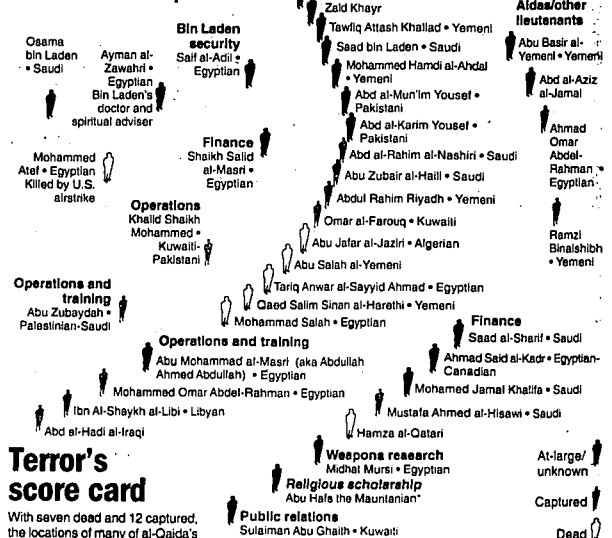 Zaid Khayr
Tawfiq Attash Khallad • Yemeni
Saad bin Laden • Saudi
Mohammed Hamdi al-Ahdal
• Yemeni
Abd al-Mun'im Yousef •
Pakistani
Abd al-Karim Yousef •
Pakistani
Abd al-Rahim al-Nashiri • Saudi
Abu Zubair al-Haili • Saudi
Abdul Rahim Riyadh • Yemeni
Omar al-Farouq • Kuwaiti
Abu Jafar al-Jaziri • Algerian
Abu Salah al-Yemeni
Tariq Anwar al-Sayyid Ahmad • Egyptian
Qaed Salim Sinan al-Harethi • Yemeni
Mohammad Salah • Egyptian
Osama
bin Laden
• Saudi
Ayman al-
Zawahri •
Egyptian
Bin Laden's
doctor and
spiritual adviser
Bin Laden
security
Saif al-Adil •
Egyptian
Mohammed
Atef • Egyptian
Killed by U.S.
airstrike
Finance
Shaikh Saiid
al-Masri •
Egyptian
Operations
Khalid Shaikh
Mohammed •
Kuwaiti-
Pakistani
Operations and
training
Abu Zubaydah •
Palestinian-Saudi
Aides/other
lieutenants
Abu Basir al-
Yemeni • Yemeni
Abd al-Aziz
al-Jamal
Ahmad
Omar
Abdel-
Rahman •
Egyptian
Ramzi
Binalshibh
• Yemeni
Operations and training
Abu Mohammad al-Masri (aka Abdullah
Ahmed Abdullah) • Egyptian
Mohammed Omar Abdel-Rahman • Egyptian
Ibn Al-Shaykh al-Libi • Libyan
Abd al-Hadi al-Iraqi
Finance
Saad al-Sharif • Saudi
Ahmad Said al-Kadr • Egyptian-
Canadian
Mohamed Jamal Khalifa • Saudi
Mustafa Ahmed al-Hisawi • Saudi
Hamza al-Qatari
Weapons research
Midhat Mursi • Egyptian
Religious scholarship
Abu Hafs the Mauritanian*
Public relations
Sulaiman Abu Ghaith • Kuwaiti
Terror's
score card
With seven dead and 12 captured,
the locations of many of al-Qaida's
At-large/
unknown
Captured
Dead